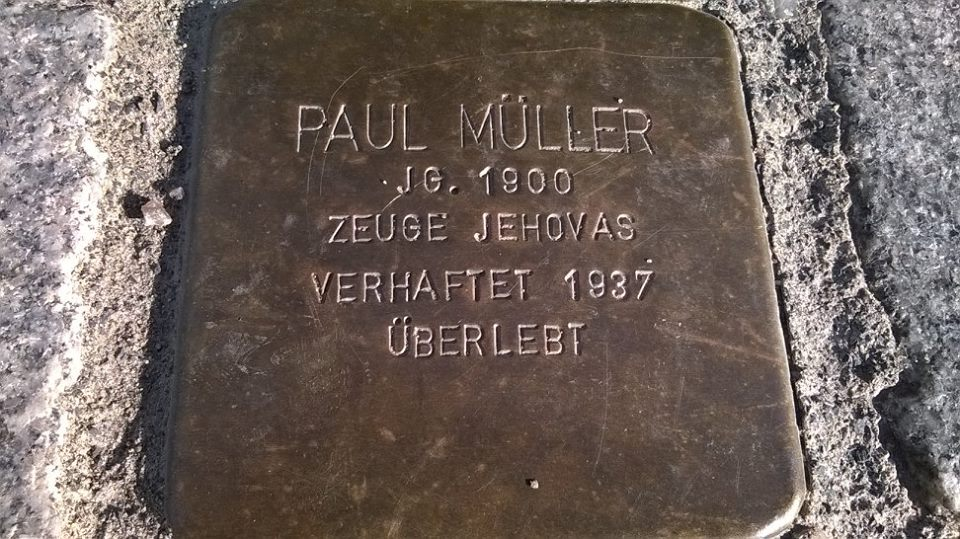 PAUL MÜLLER
JG. 1900
ZEUGE JEHOVAS
VERHAFTET 1937
ÜBERLEBT